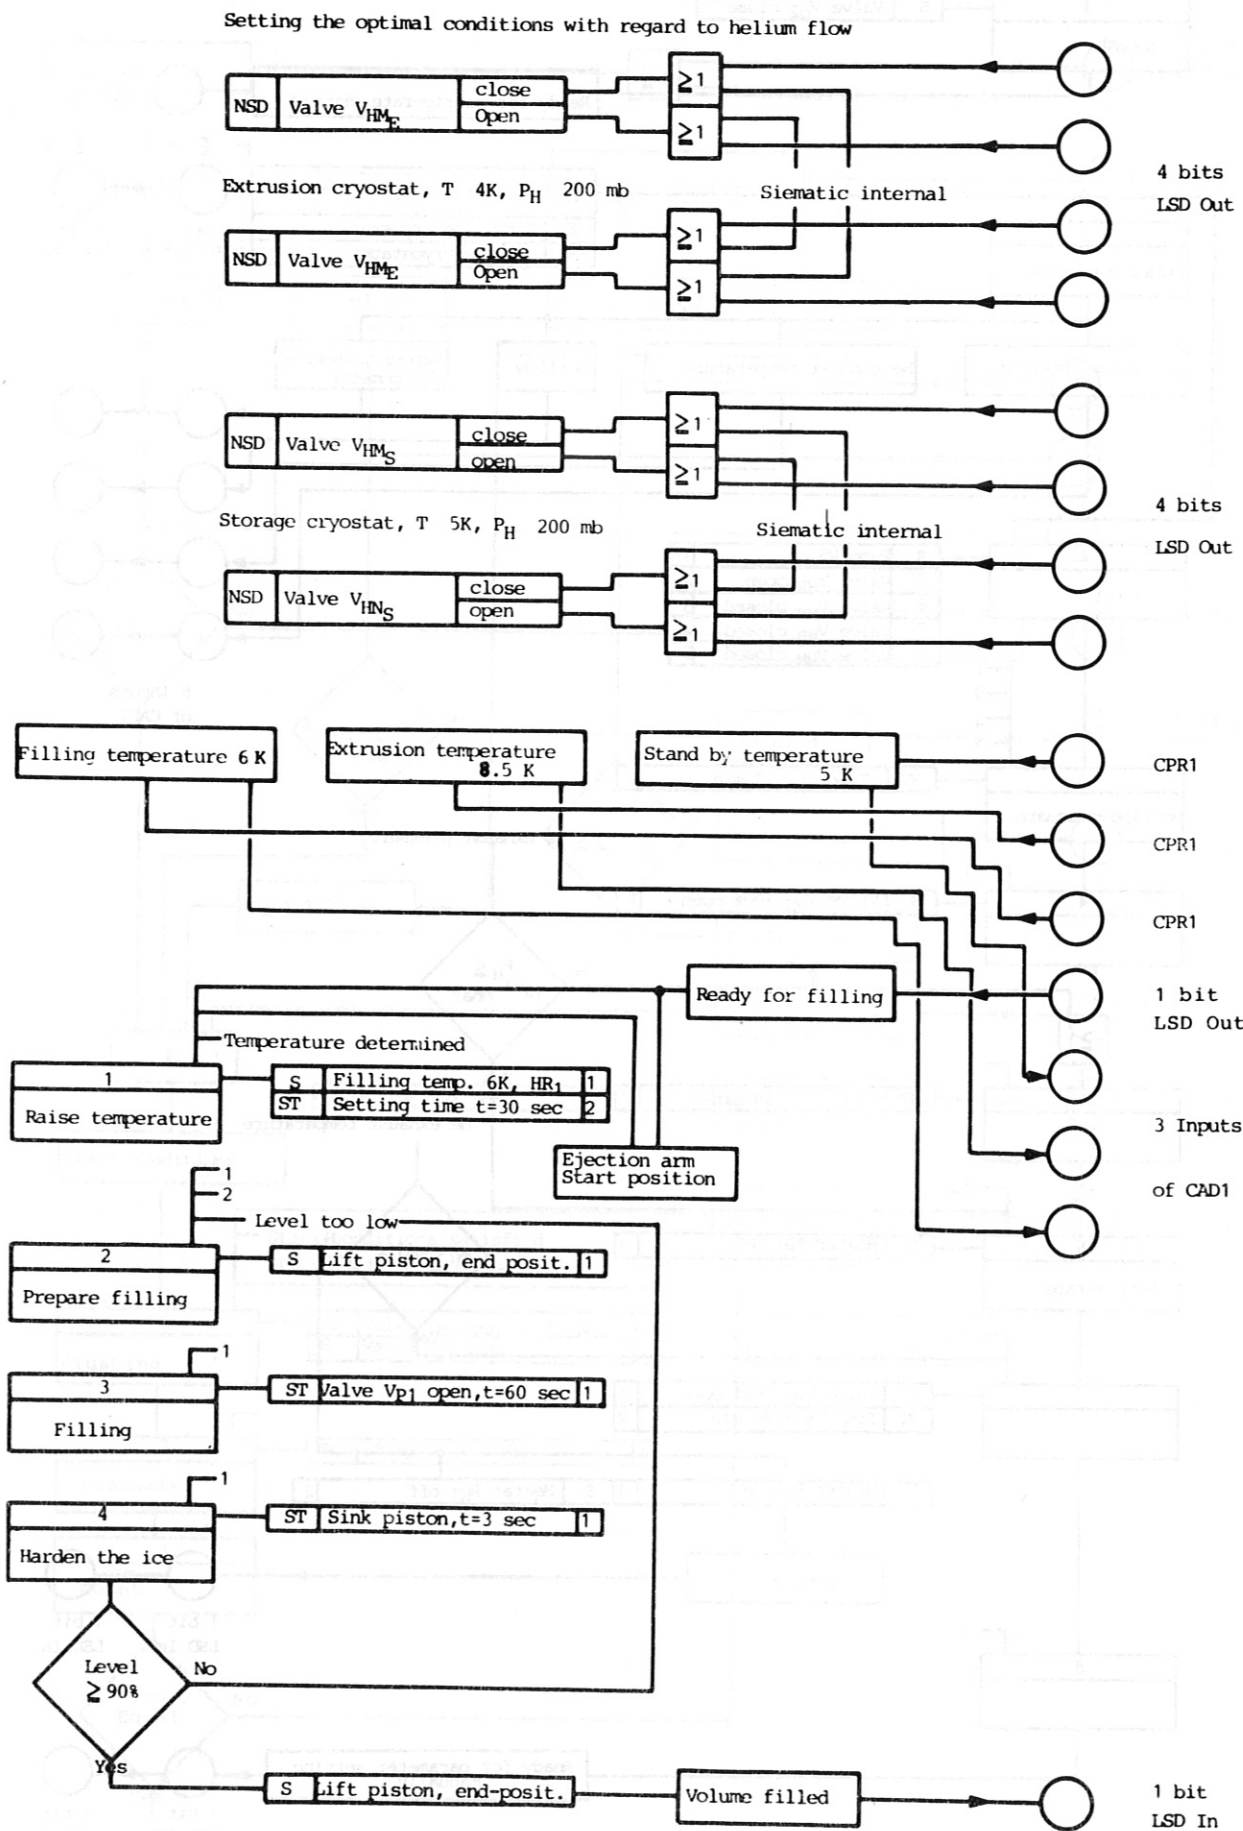 Setting the optimal conditions with regard to helium flow
NSD Valve VHME close ≥1
Open ≥1
4 bits
LSD Out
Extrusion cryostat, T 4K, PH 200 mb Siematic internal
NSD Valve VHME close ≥1
Open ≥1
NSD Valve VHMS close ≥1
open ≥1
4 bits
LSD Out
Storage cryostat, T 5K, PH 200 mb Siematic internal
NSD Valve VHNS close ≥1
open ≥1
Filling temperature 6 K
Extrusion temperature
8.5 K
Stand by temperature
5 K
CPR1
CPR1
CPR1
Ready for filling
1 bit
LSD Out
Temperature determined
1
Raise temperature
S Filling temp. 6K, HR1 1
ST Setting time t=30 sec 2
3 Inputs
of CAD1
Ejection arm
Start position
1
2
Level too low
2
Prepare filling
S Lift piston, end posit. 1
1
3
Filling
ST Valve VP1 open,t=60 sec 1
1
4
Harden the ice
ST Sink piston,t=3 sec 1
Level
≥ 90%
No
Yes
S Lift piston, end-posit.
Volume filled
1 bit
LSD In